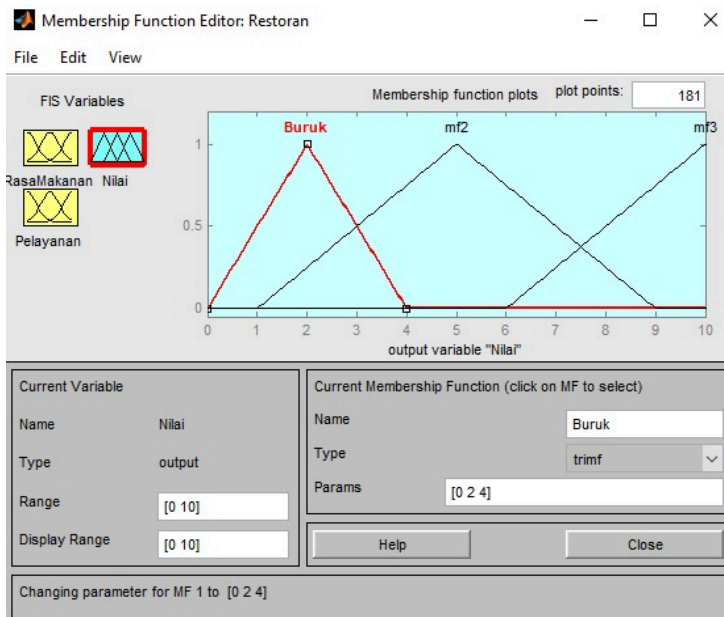 Membership Function Editor: Restoran
File Edit View
FIS Variables
RasaMakanan Nilai
Pelayanan
Membership function plots plot points: 181
Buruk mf2 mf3
1
0.5
0
0 1 2 3 4 5 6 7 8 9 10
output variable "Nilai"
Current Variable
Name Nilai
Type output
Range [0 10]
Display Range [0 10]
Current Membership Function (click on MF to select)
Name Buruk
Type trimf
Params [0 2 4]
Help Close
Changing parameter for MF 1 to [0 2 4]